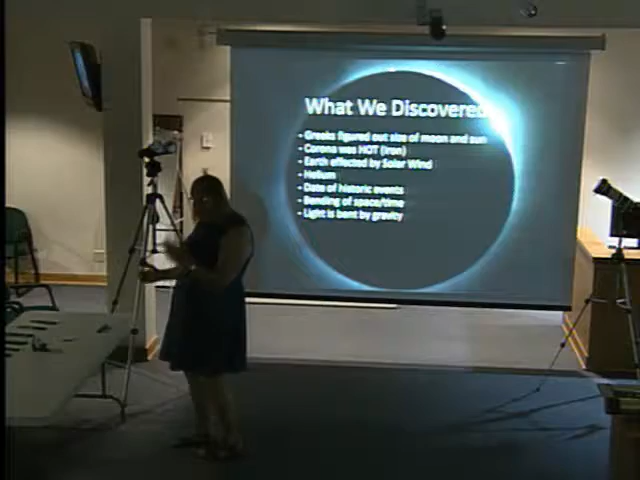 What We Discovered
- Greeks figured out size of moon and sun
- Corona was HOT (Iron)
- Earth effected by Solar Wind
- Helium
- Date of historic events
- Bending of space/time
- Light is bent by gravity